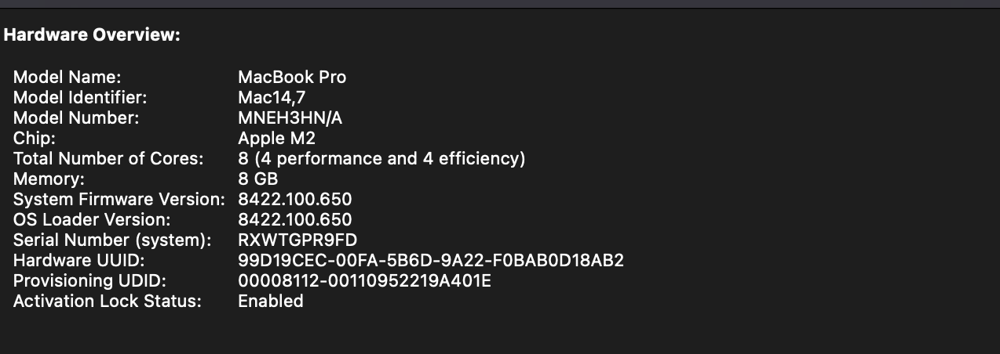 Hardware Overview:
Model Name: MacBook Pro
Model Identifier: Mac14,7
Model Number: MNEH3HN/A
Chip: Apple M2
Total Number of Cores: 8 (4 performance and 4 efficiency)
Memory: 8 GB
System Firmware Version: 8422.100.650
OS Loader Version: 8422.100.650
Serial Number (system): RXWTGPR9FD
Hardware UUID: 99D19CEC-00FA-5B6D-9A22-F0BAB0D18AB2
Provisioning UDID: 00008112-00110952219A401E
Activation Lock Status: Enabled